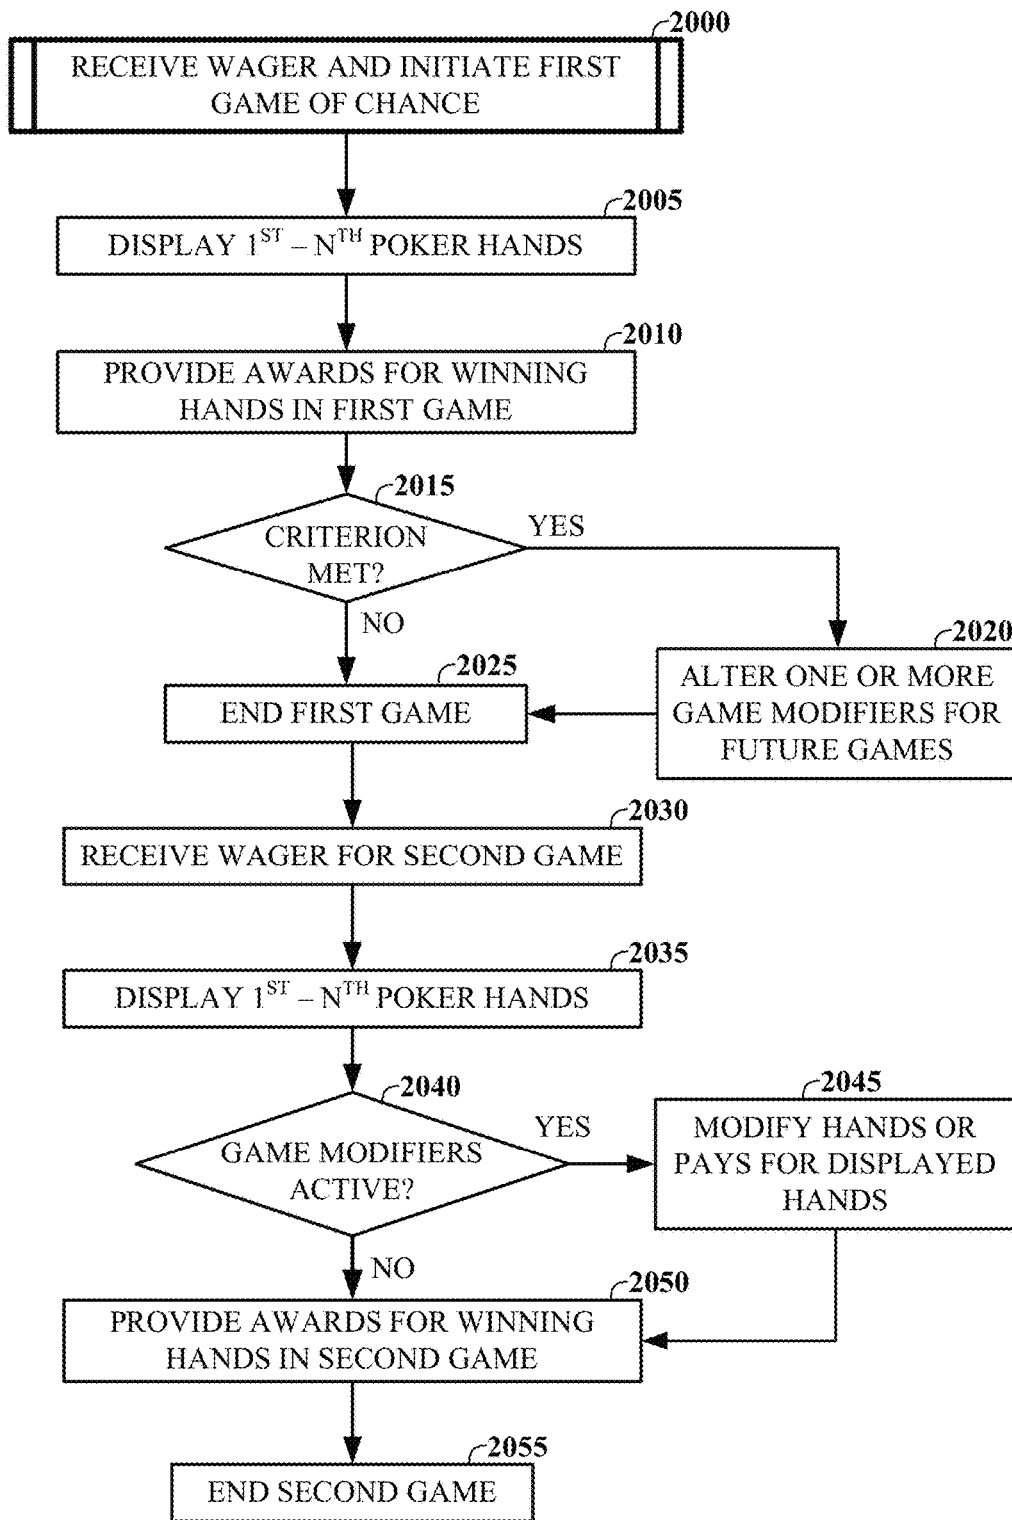 2000
RECEIVE WAGER AND INITIATE FIRST
GAME OF CHANCE
2005
DISPLAY 1ST – NTH POKER HANDS
2010
PROVIDE AWARDS FOR WINNING
HANDS IN FIRST GAME
2015
CRITERION
MET?
YES
NO
2020
ALTER ONE OR MORE
GAME MODIFIERS FOR
FUTURE GAMES
2025
END FIRST GAME
2030
RECEIVE WAGER FOR SECOND GAME
2035
DISPLAY 1ST – NTH POKER HANDS
2040
GAME MODIFIERS
ACTIVE?
YES
NO
2045
MODIFY HANDS OR
PAYS FOR DISPLAYED
HANDS
2050
PROVIDE AWARDS FOR WINNING
HANDS IN SECOND GAME
2055
END SECOND GAME